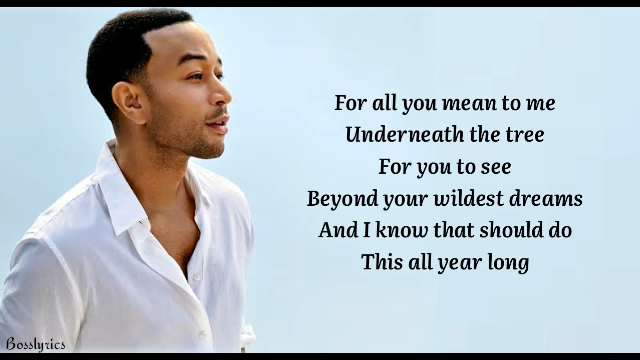 For all you mean to me
Underneath the tree
For you to see
Beyond your wildest dreams
And I know that should do
This all year long
Bosslyrics